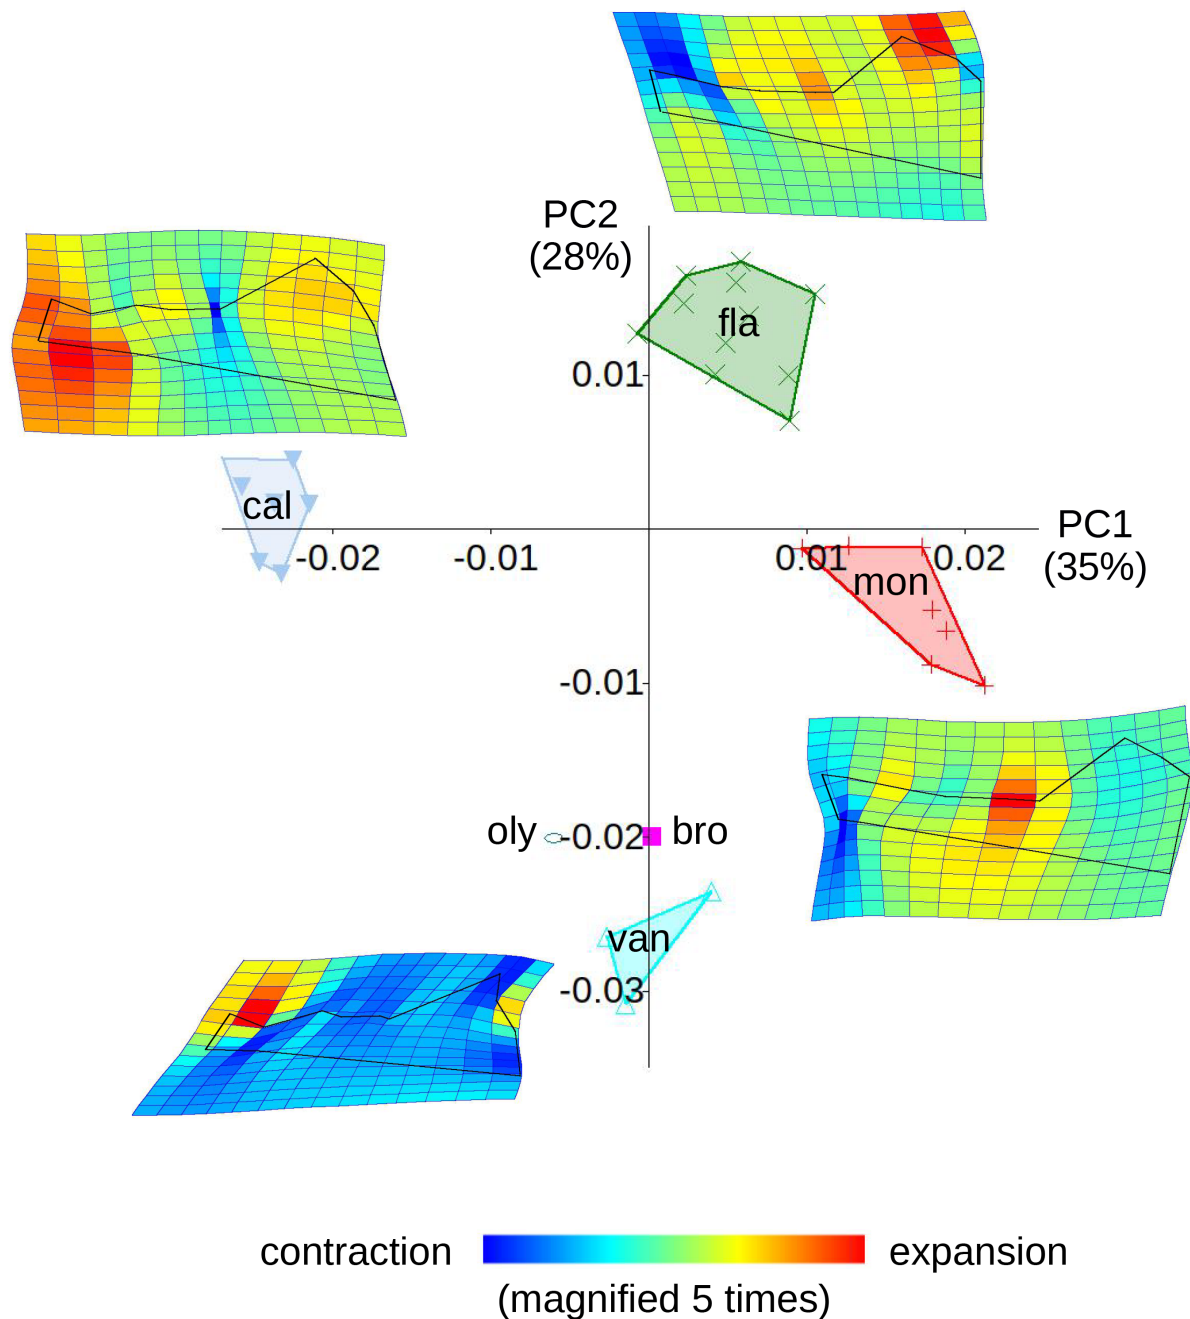 PC2
(28%)
fla
0.01
cal
PC1
(35%)
-0.02
-0.01
0.01
0.02
mon
-0.01
oly
-0.02
bro
van
-0.03
contraction
expansion
(magnified 5 times)